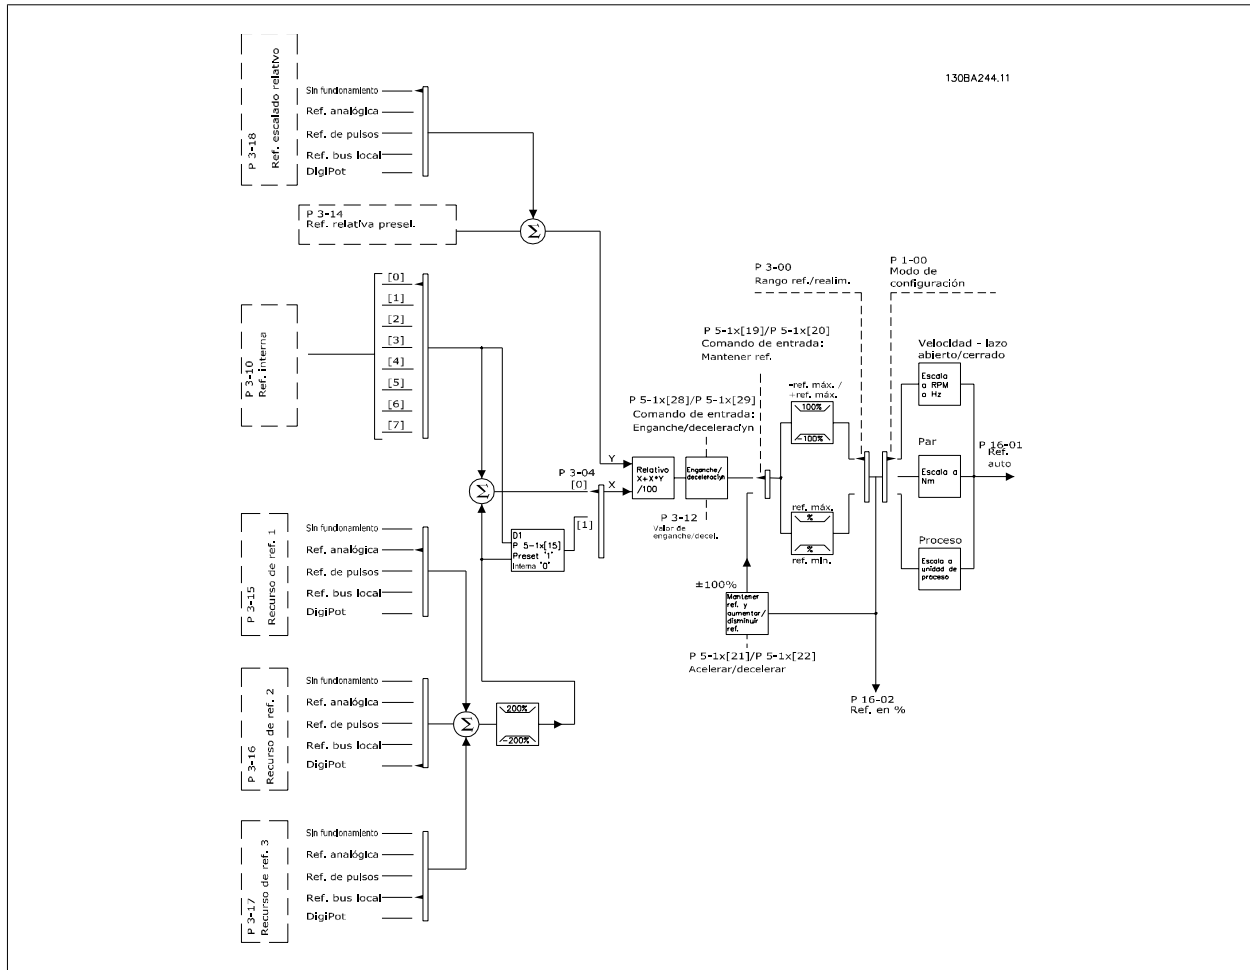 130BA244.11
P 3-18
Ref. escalado relativo
Sin funcionamiento
Ref. analógica
Ref. de pulsos
Ref. bus local
DigiPot
P 3-14
Ref. relativa presel.
Σ
P 3-10
Ref. interna
[0]
[1]
[2]
[3]
[4]
[5]
[6]
[7]
Σ
P 3-04
[0]
[1]
D1
P 5-1x[15]
Preset '1'
Interna '0'
Y
X
Relativo
X+X*Y
/100
P 5-1x[28]/P 5-1x[29]
Comando de entrada:
Enganche/deceleraciyn
Enganche/
deceleraciyn
P 3-12
Valor de
enganche/decel.
P 5-1x[19]/P 5-1x[20]
Comando de entrada:
Mantener ref.
P 3-00
Rango ref./realim.
P 1-00
Modo de
configuración
-ref. máx. /
+ref. máx.
100%
-100%
ref. máx.
%
%
ref. mín.
Velocidad - lazo
abierto/cerrado
Escala
a RPM
o Hz
Par
Escala a
Nm
Proceso
Escala a
unidad de
proceso
P 16-01
Ref.
auto
±100%
Mantener
ref. y
aumentar/
disminuir
ref.
P 5-1x[21]/P 5-1x[22]
Acelerar/decelerar
P 16-02
Ref. en %
P 3-15
Recurso de ref. 1
Sin funcionamiento
Ref. analógica
Ref. de pulsos
Ref. bus local
DigiPot
P 3-16
Recurso de ref. 2
Sin funcionamiento
Ref. analógica
Ref. de pulsos
Ref. bus local
DigiPot
Σ
200%
-200%
P 3-17
Recurso de ref. 3
Sin funcionamiento
Ref. analógica
Ref. de pulsos
Ref. bus local
DigiPot